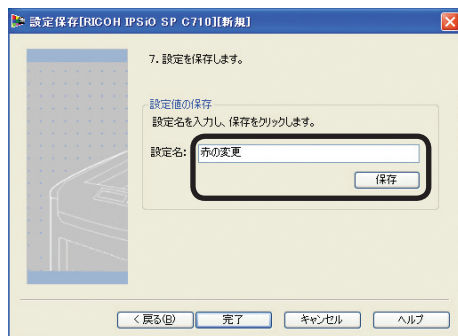 設定保存[RICOH IPSiO SP C710][新規]
7. 設定を保存します。
設定値の保存
設定名を入力し、保存をクリックします。
設定名: 赤の変更
保存
< 戻る(B) 完了 キャンセル ヘルプ